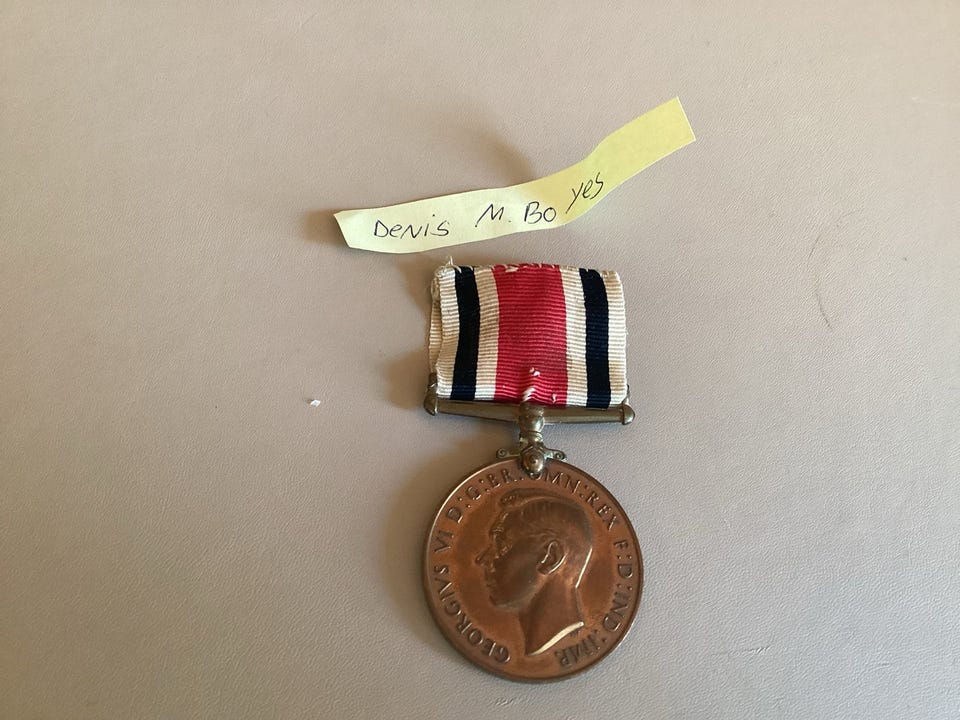 Denis M. Boyes
GEORGIVS VI D:G:BR:OMN:REX F:D:IND:IMP.